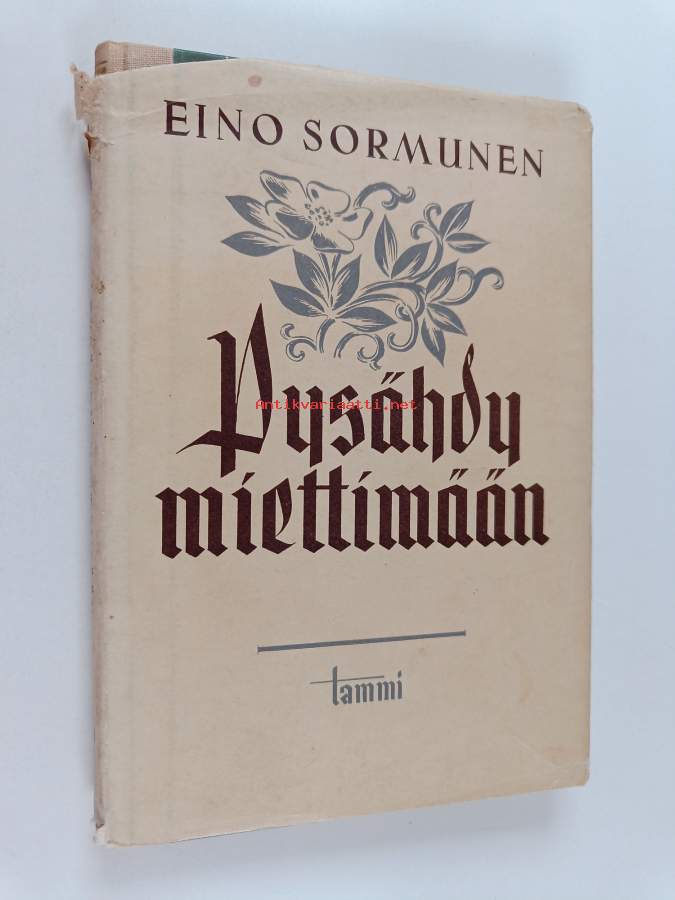 EINO SORMUNEN
Pysähdy
Antikvariaatti.net
miettimään
tammi